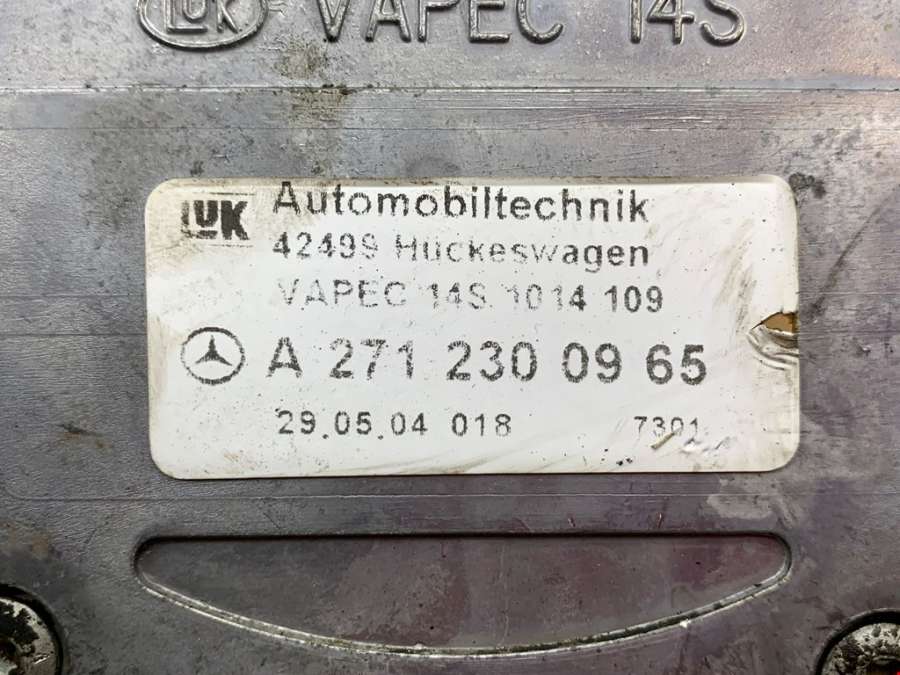 LuK VAPEC 14S
LuK Automobiltechnik
42499 Hückeswagen
VAPEC 14S 1014 109
A 271 230 09 65
29.05.04 018 7301